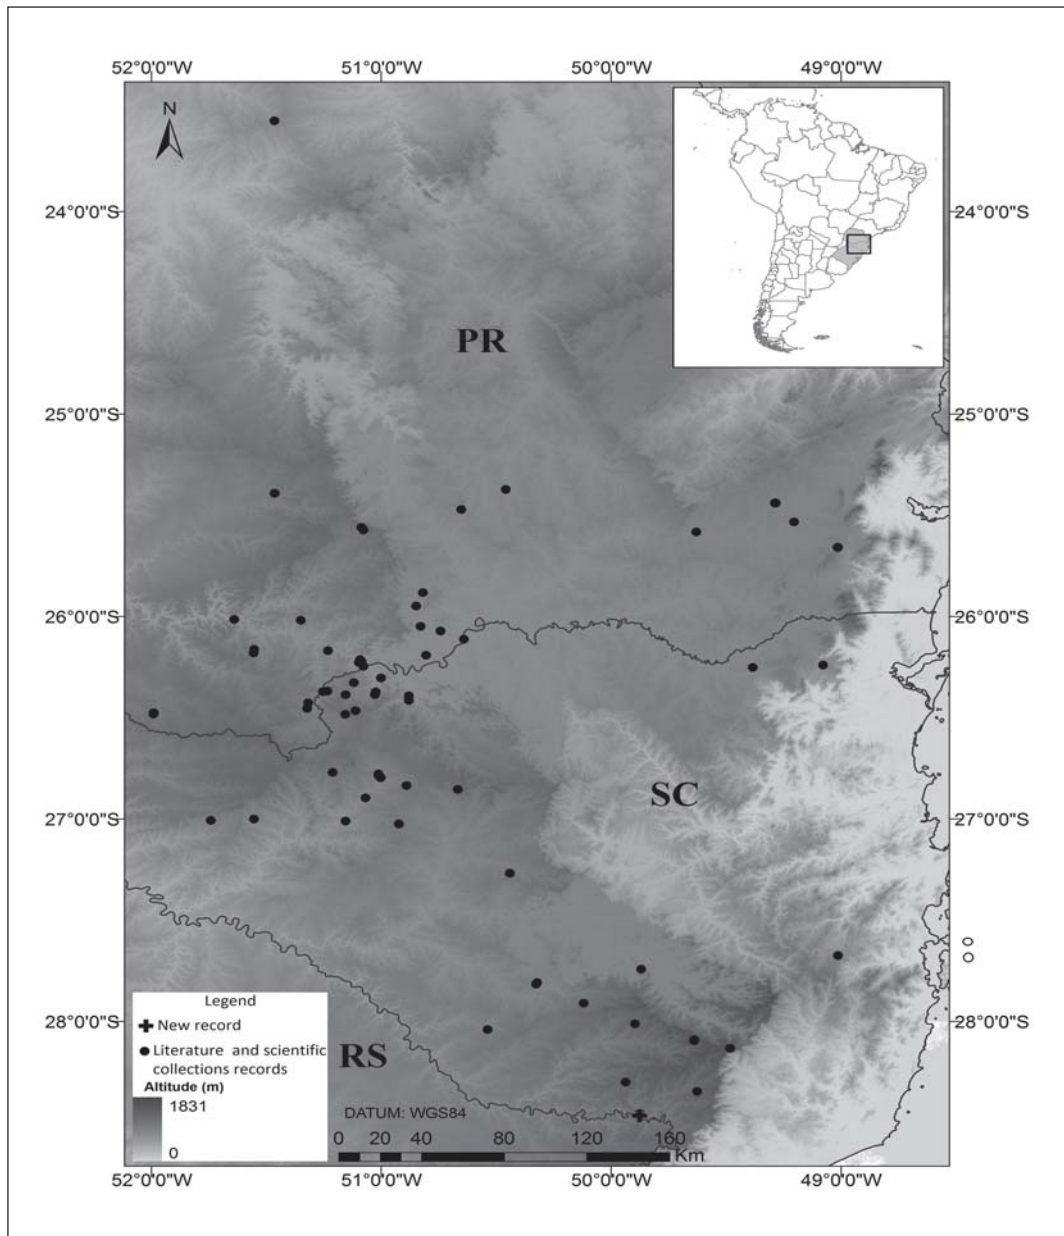 52°0'0"W
51°0'0"W
50°0'0"W
49°0'0"W
N
24°0'0"S
24°0'0"S
PR
25°0'0"S
25°0'0"S
26°0'0"S
26°0'0"S
SC
27°0'0"S
27°0'0"S
28°0'0"S
28°0'0"S
Legend
New record
Literature and scientific
collections records
Altitude (m)
1831
0
RS
DATUM: WGS84
0 20 40 80 120 160
Km
52°0'0"W
51°0'0"W
50°0'0"W
49°0'0"W